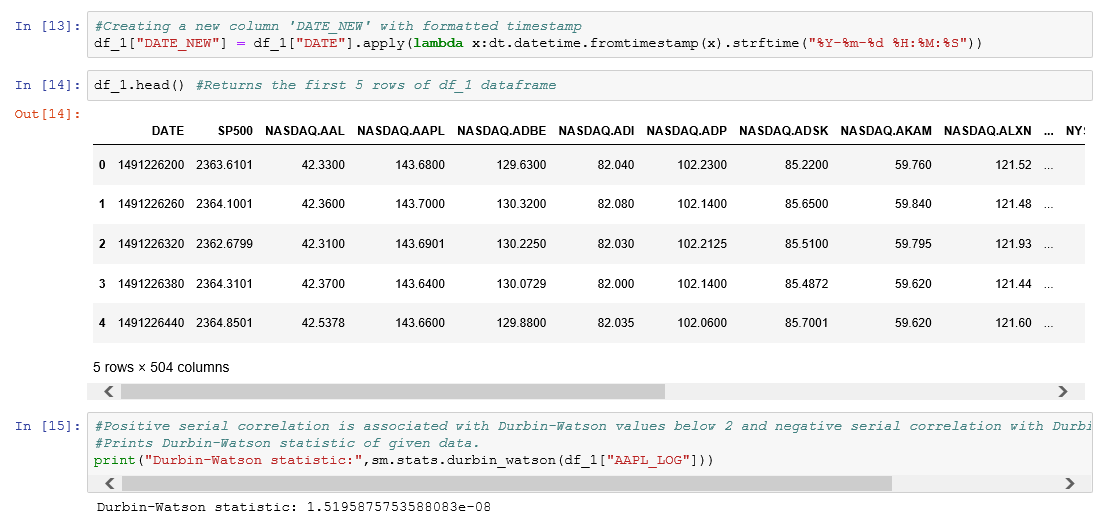 In [13]: #Creating a new column 'DATE_NEW' with formatted timestamp
df_1["DATE_NEW"] = df_1["DATE"].apply(lambda x:dt.datetime.fromtimestamp(x).strftime("%Y-%m-%d %H:%M:%S"))
In [14]: df_1.head() #Returns the first 5 rows of df_1 dataframe
Out[14]:
DATE SP500 NASDAQ.AAL NASDAQ.AAPL NASDAQ.ADBE NASDAQ.ADI NASDAQ.ADP NASDAQ.ADSK NASDAQ.AKAM NASDAQ.ALXN ...
0 1491226200 2363.6101 42.3300 143.6800 129.6300 82.040 102.2300 85.2200 59.760 121.52 ...
1 1491226260 2364.1001 42.3600 143.7000 130.3200 82.080 102.1400 85.6500 59.840 121.48 ...
2 1491226320 2362.6799 42.3100 143.6901 130.2250 82.030 102.2125 85.5100 59.795 121.93 ...
3 1491226380 2364.3101 42.3700 143.6400 130.0729 82.000 102.1400 85.4872 59.620 121.44 ...
4 1491226440 2364.8501 42.5378 143.6600 129.8800 82.035 102.0600 85.7001 59.620 121.60 ...
5 rows × 504 columns
In [15]: #Positive serial correlation is associated with Durbin-Watson values below 2 and negative serial correlation with Durbi
#Prints Durbin-Watson statistic of given data.
print("Durbin-Watson statistic:",sm.stats.durbin_watson(df_1["AAPL_LOG"]))
Durbin-Watson statistic: 1.5195875753588083e-08